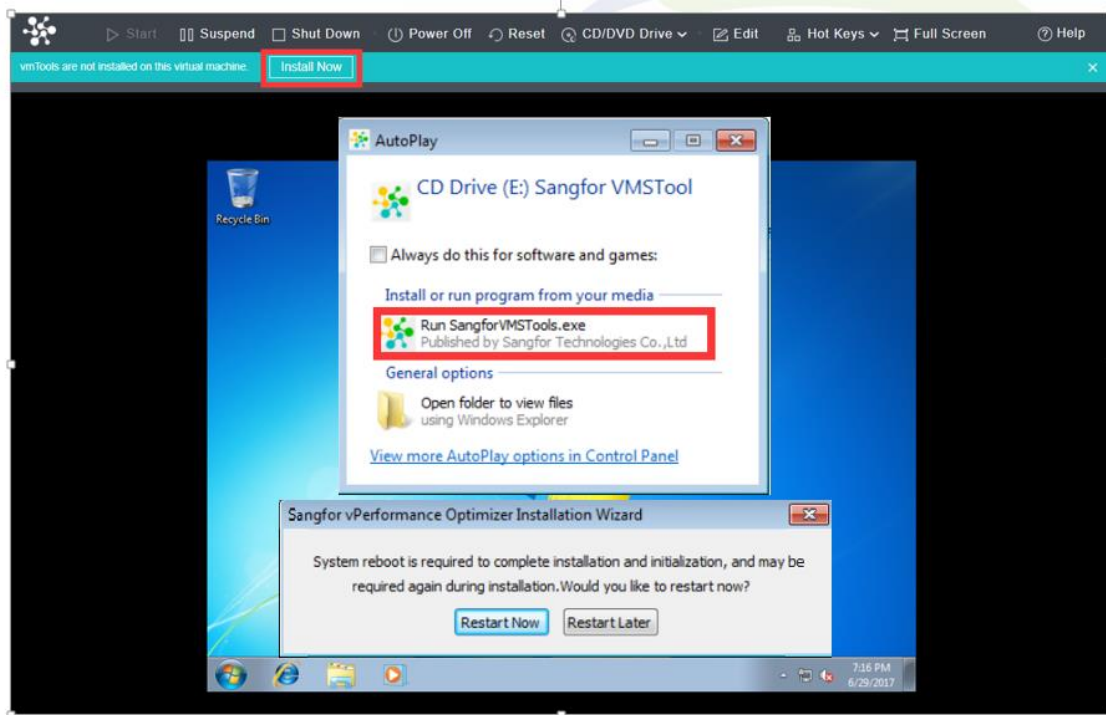 Start Suspend Shut Down Power Off Reset CD/DVD Drive Edit Hot Keys Full Screen Help
vmTools are not installed on this virtual machine. Install Now
AutoPlay
CD Drive (E:) Sangfor VMSTool
Recycle Bin
Always do this for software and games:
Install or run program from your media
Run SangforVMSTools.exe
Published by Sangfor Technologies Co.,Ltd
General options
Open folder to view files
using Windows Explorer
View more AutoPlay options in Control Panel
Sangfor vPerformance Optimizer Installation Wizard
System reboot is required to complete installation and initialization, and may be
required again during installation.Would you like to restart now?
Restart Now Restart Later
7:16 PM
6/29/2017